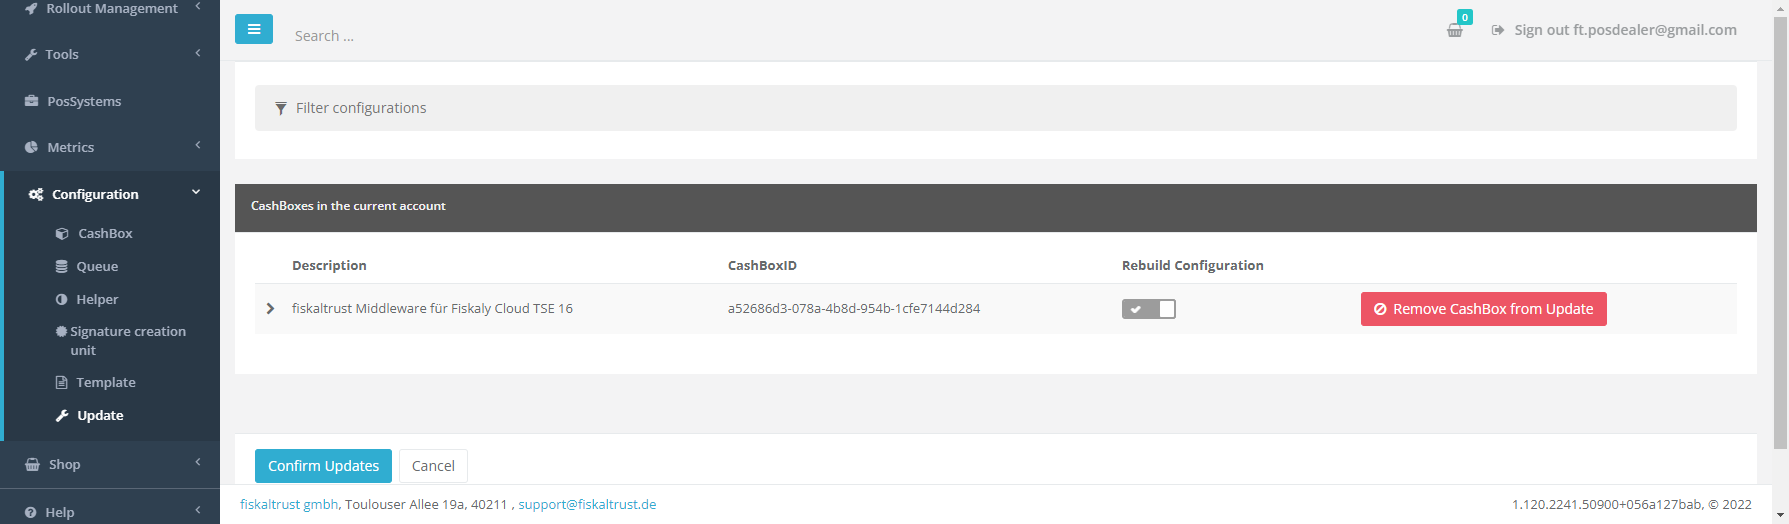 Rollout Management
Tools
PosSystems
Metrics
Configuration
CashBox
Queue
Helper
Signature creation
unit
Template
Update
Shop
Help
Search ...
0
Sign out ft.posdealer@gmail.com
Filter configurations
CashBoxes in the current account
Description CashBoxID Rebuild Configuration
fiskaltrust Middleware für Fiskaly Cloud TSE 16 a52686d3-078a-4b8d-954b-1cfe7144d284 Remove CashBox from Update
Confirm Updates Cancel
fiskaltrust gmbh, Toulouser Allee 19a, 40211 , support@fiskaltrust.de 1.120.2241.50900+056a127bab, © 2022